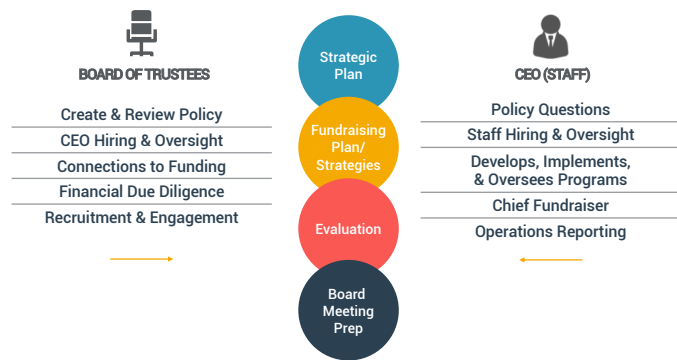 BOARD OF TRUSTEES
Create & Review Policy
CEO Hiring & Oversight
Connections to Funding
Financial Due Diligence
Recruitment & Engagement
Strategic
Plan
Fundraising
Plan/
Strategies
Evaluation
Board
Meeting
Prep
CEO (STAFF)
Policy Questions
Staff Hiring & Oversight
Develops, Implements,
& Oversees Programs
Chief Fundraiser
Operations Reporting